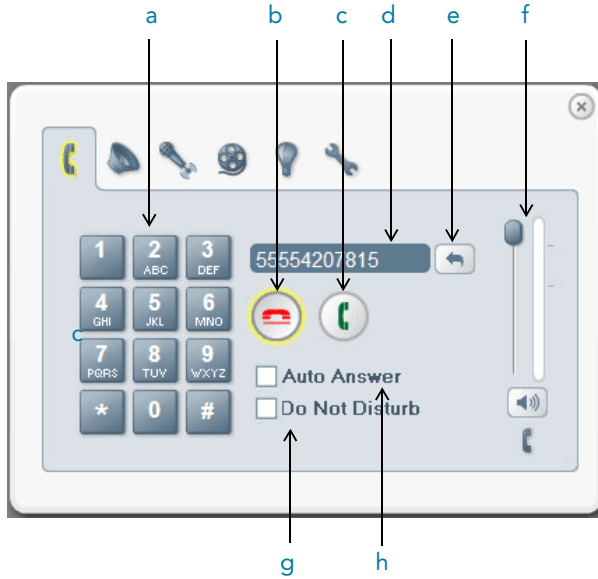 a b c d e f
1 2 3
ABC DEF
55554207815
4 5 6
GHI JKL MNO
c
7 8 9
PQRS TUV WXYZ
Auto Answer
* 0 #
Do Not Disturb
g h